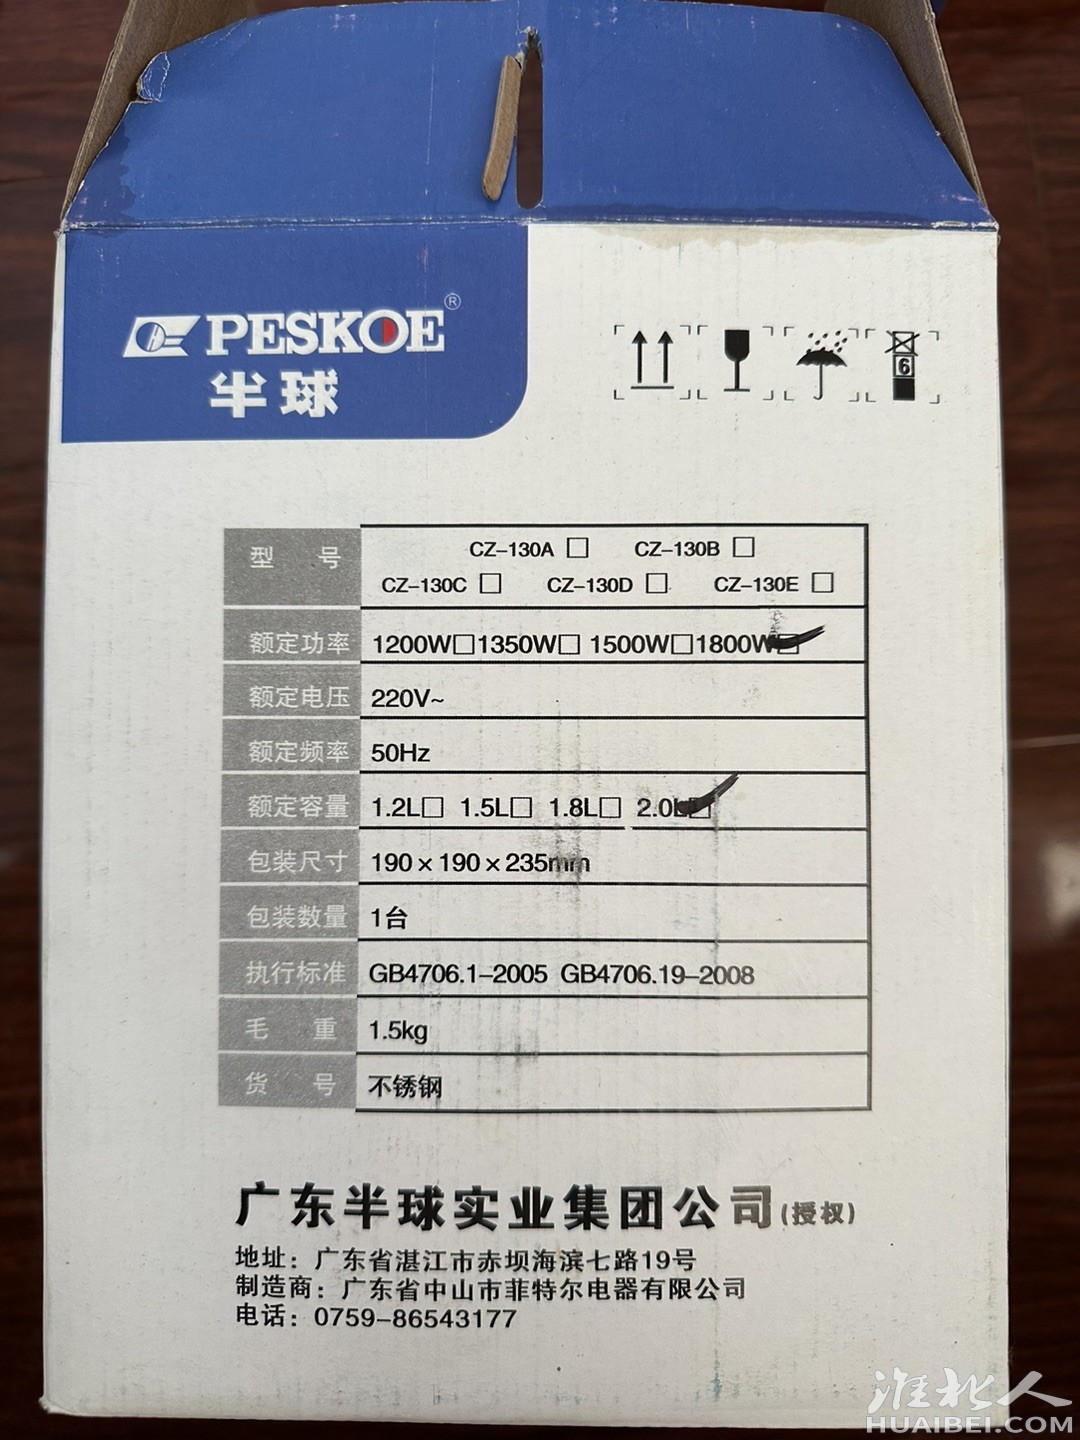 PESKOE®
半球
6
型 号
CZ-130A □ CZ-130B □
CZ-130C □ CZ-130D □ CZ-130E □
额定功率 1200W□1350W□ 1500W□1800W□
额定电压 220V~
额定频率 50Hz
额定容量 1.2L□ 1.5L□ 1.8L□ 2.0L□
包装尺寸 190×190×235mm
包装数量 1台
执行标准 GB4706.1-2005 GB4706.19-2008
毛 重 1.5kg
货 号 不锈钢
广东半球实业集团公司(授权)
地址：广东省湛江市赤坝海滨七路19号
制造商：广东省中山市菲特尔电器有限公司
电话：0759-86543177
淮北人
HUAIBEI.COM